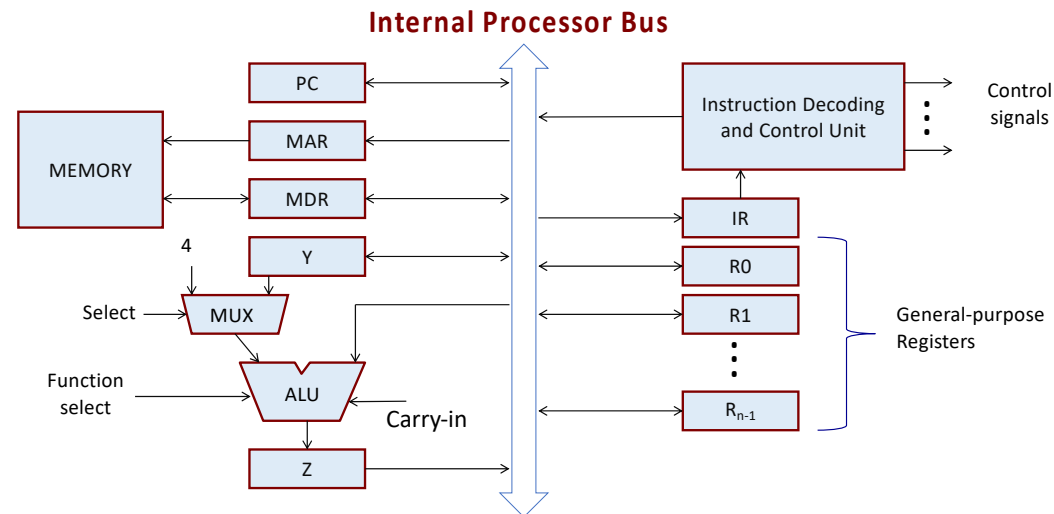 Internal Processor Bus
PC
MAR
MEMORY
MDR
4
Y
Select
MUX
Function
select
ALU
Carry-in
Z
Instruction Decoding
and Control Unit
Control
signals
IR
R0
R1
General-purpose
Registers
Rn-1